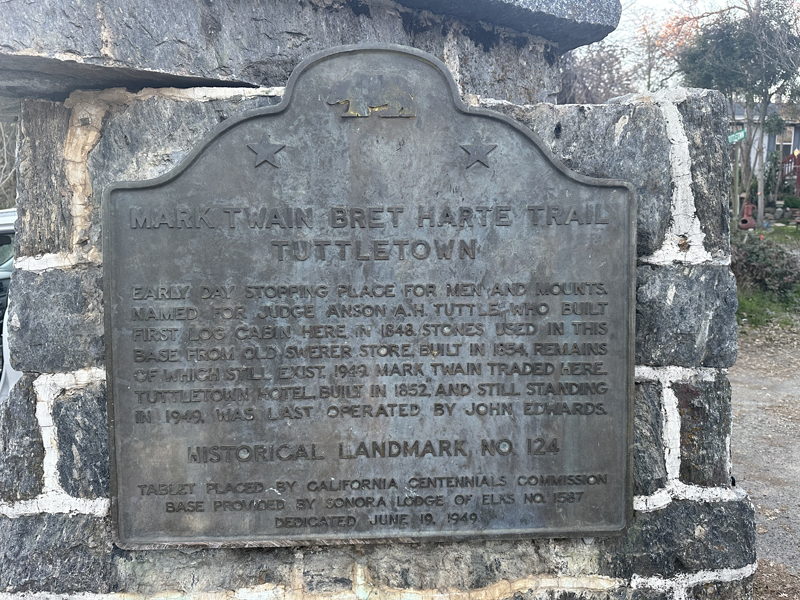 MARK TWAIN BRET HARTE TRAIL
TUTTLETOWN
EARLY DAY STOPPING PLACE FOR MEN AND MOUNTS.
NAMED FOR JUDGE ANSON A.H. TUTTLE, WHO BUILT
FIRST LOG CABIN HERE IN 1848. STONES USED IN THIS
BASE FROM OLD SWERER STORE, BUILT IN 1854, REMAINS
OF WHICH STILL EXIST, 1949. MARK TWAIN TRADED HERE.
TUTTLETOWN HOTEL, BUILT IN 1852, AND STILL STANDING
IN 1949, WAS LAST OPERATED BY JOHN EDWARDS.
HISTORICAL LANDMARK NO. 124
TABLET PLACED BY CALIFORNIA CENTENNIALS COMMISSION
BASE PROVIDED BY SONORA LODGE OF ELKS NO. 1587
DEDICATED JUNE 19, 1949